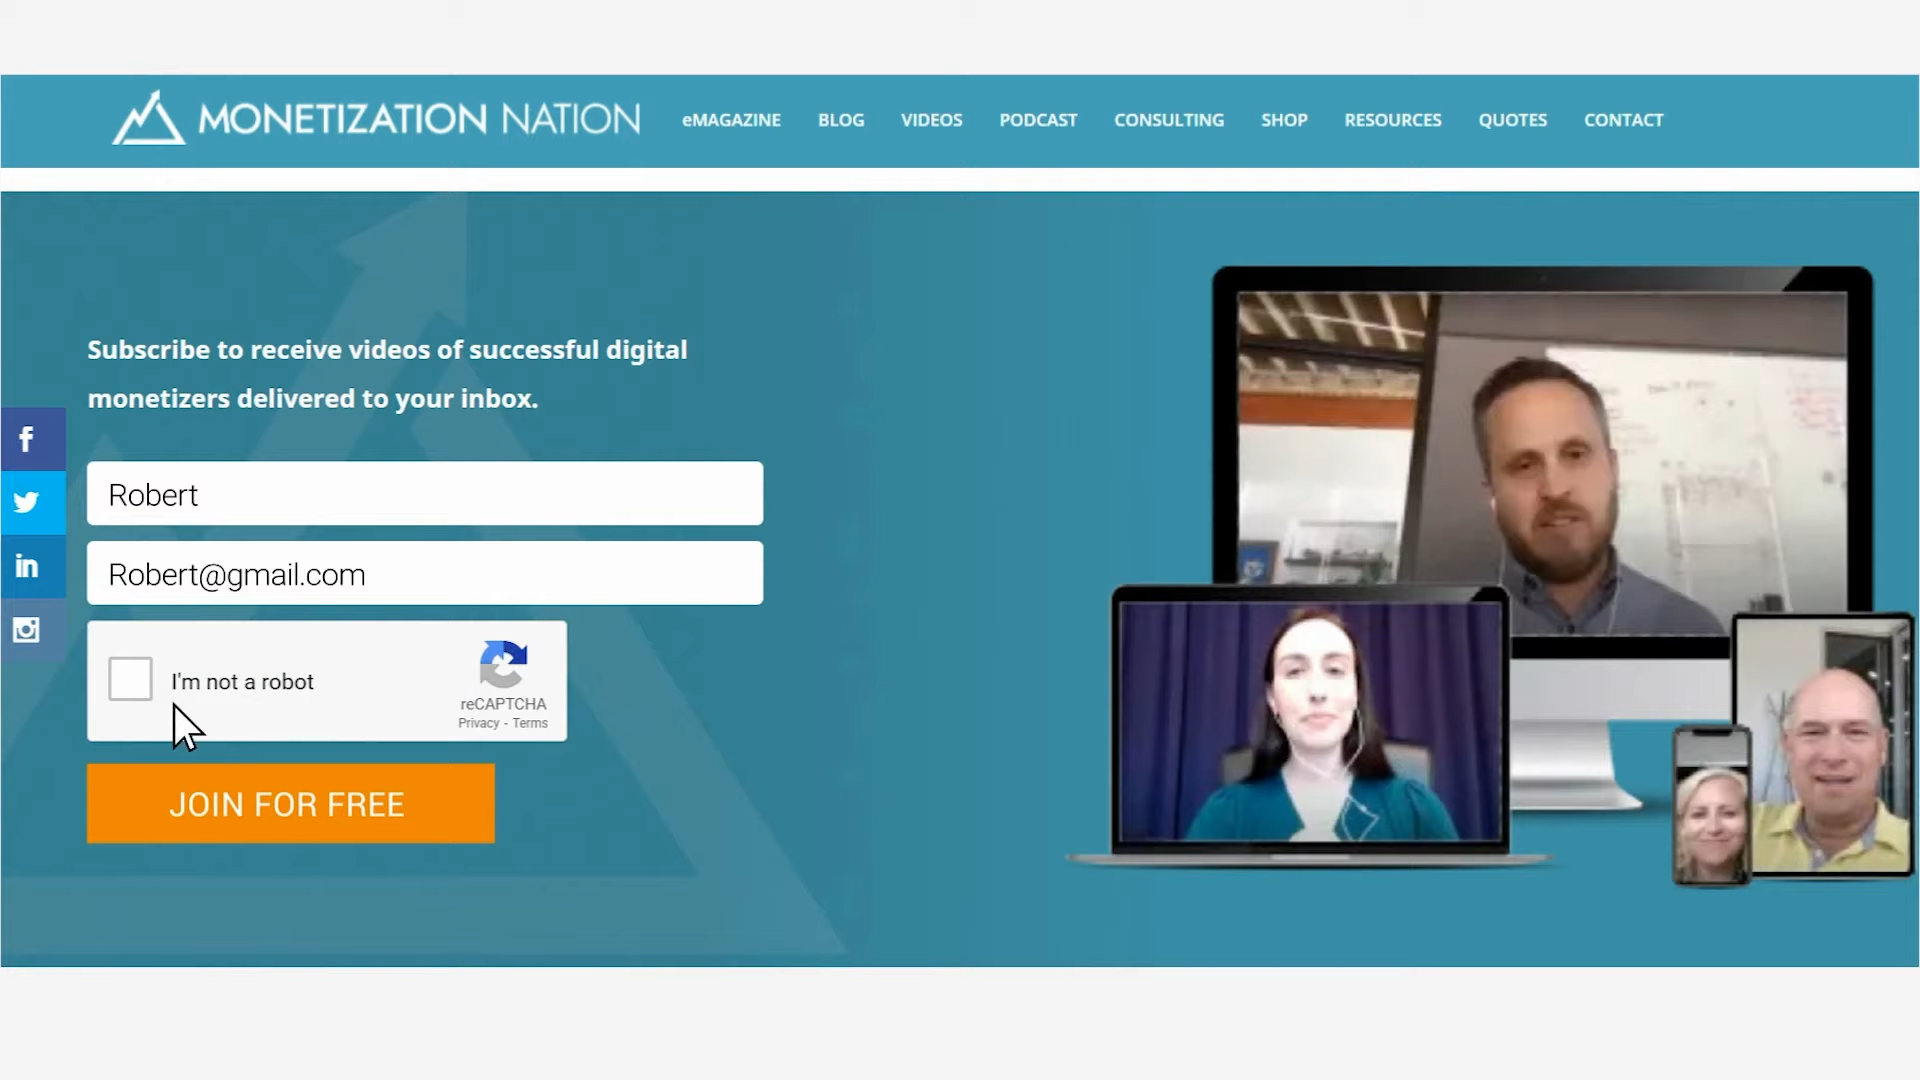 MONETIZATION NATION
eMAGAZINE
BLOG
VIDEOS
PODCAST
CONSULTING
SHOP
RESOURCES
QUOTES
CONTACT
Subscribe to receive videos of successful digital
monetizers delivered to your inbox.
f
in
Robert
Robert@gmail.com
I'm not a robot
reCAPTCHA
Privacy - Terms
JOIN FOR FREE